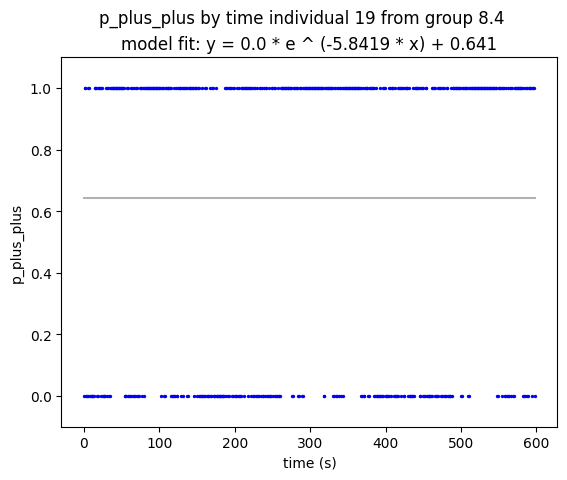 p_plus_plus by time individual 19 from group 8.4
model fit: y = 0.0 * e ^ (-5.8419 * x) + 0.641
1.0
0.8
0.6
0.4
0.2
0.0
p_plus_plus
0 100 200 300 400 500 600
time (s)